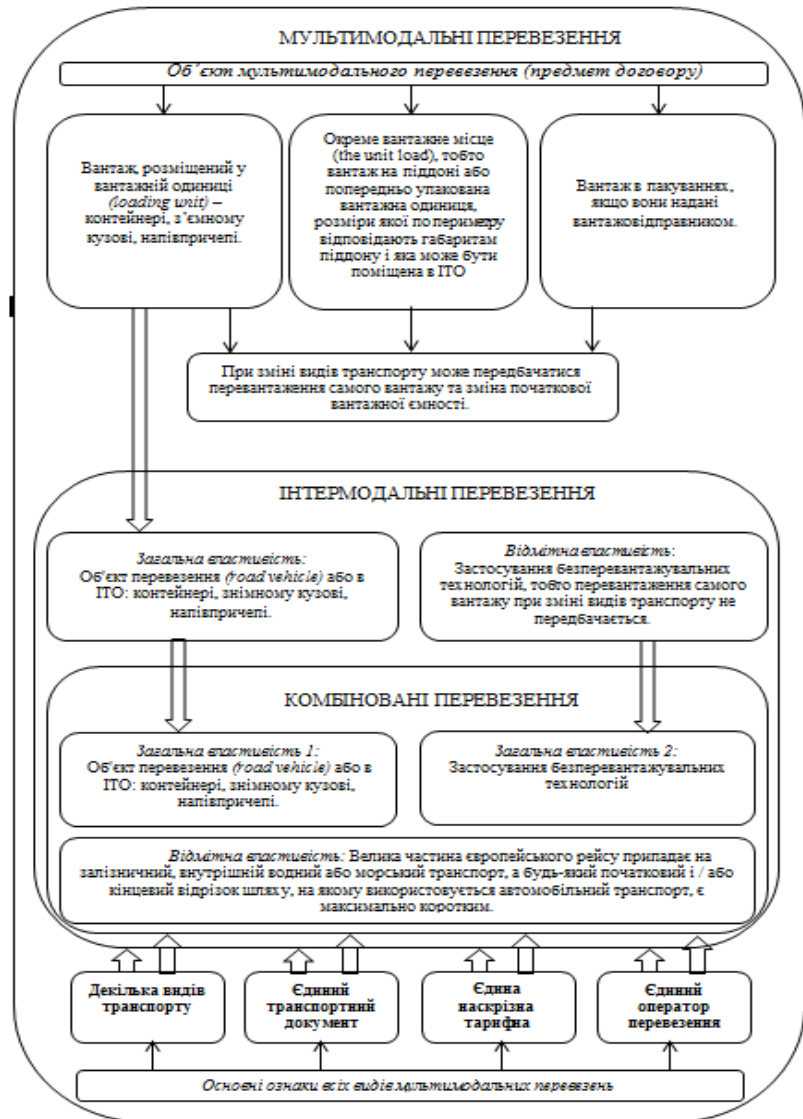 МУЛЬТИМОДАЛЬНІ ПЕРЕВЕЗЕННЯ
Об´єкт мультимодального перевезення (предмет договору)
Вантаж, розміщений у
вантажній одиниці
(loading unit) –
контейнері, з’ємному
кузові, напівпричепі.
Окреме вантажне місце
(the unit load), тобто
вантаж на піддоні або
попередньо упакована
вантажна одиниця,
розміри якої по периметру
відповідають габаритам
піддону і яка може бути
поміщена в ІТО
Вантаж в пакуваннях,
якщо вони надані
вантажовідправником.
При зміні видів транспорту може передбачатися
перевантаження самого вантажу та зміна початкової
вантажної ємності.
ІНТЕРМОДАЛЬНІ ПЕРЕВЕЗЕННЯ
Загальна властивість:
Об'єкт перевезення (road vehicle) або в
ІТО: контейнері, знімному кузові,
напівпричепі.
Відмітна властивість:
Застосування безперевантажувальних
технологій, тобто перевантаження самого
вантажу при зміні видів транспорту не
передбачається.
КОМБІНОВАНІ ПЕРЕВЕЗЕННЯ
Загальна властивість 1:
Об'єкт перевезення (road vehicle) або в
ІТО: контейнері, знімному кузові,
напівпричепі.
Загальна властивість 2:
Застосування безперевантажувальних
технологій
Відмітна властивість: Велика частина європейського рейсу припадає на
залізничний, внутрішній водний або морський транспорт, а будь-який початковий і / або
кінцевий відрізок шляху, на якому використовується автомобільний транспорт, є
максимально коротким.
Декілька видів
транспорту
Єдиний
транспортний
документ
Єдина
наскрізна
тарифна
Єдиний
оператор
перевезення
Основні ознаки всіх видів мультимодальних перевезень